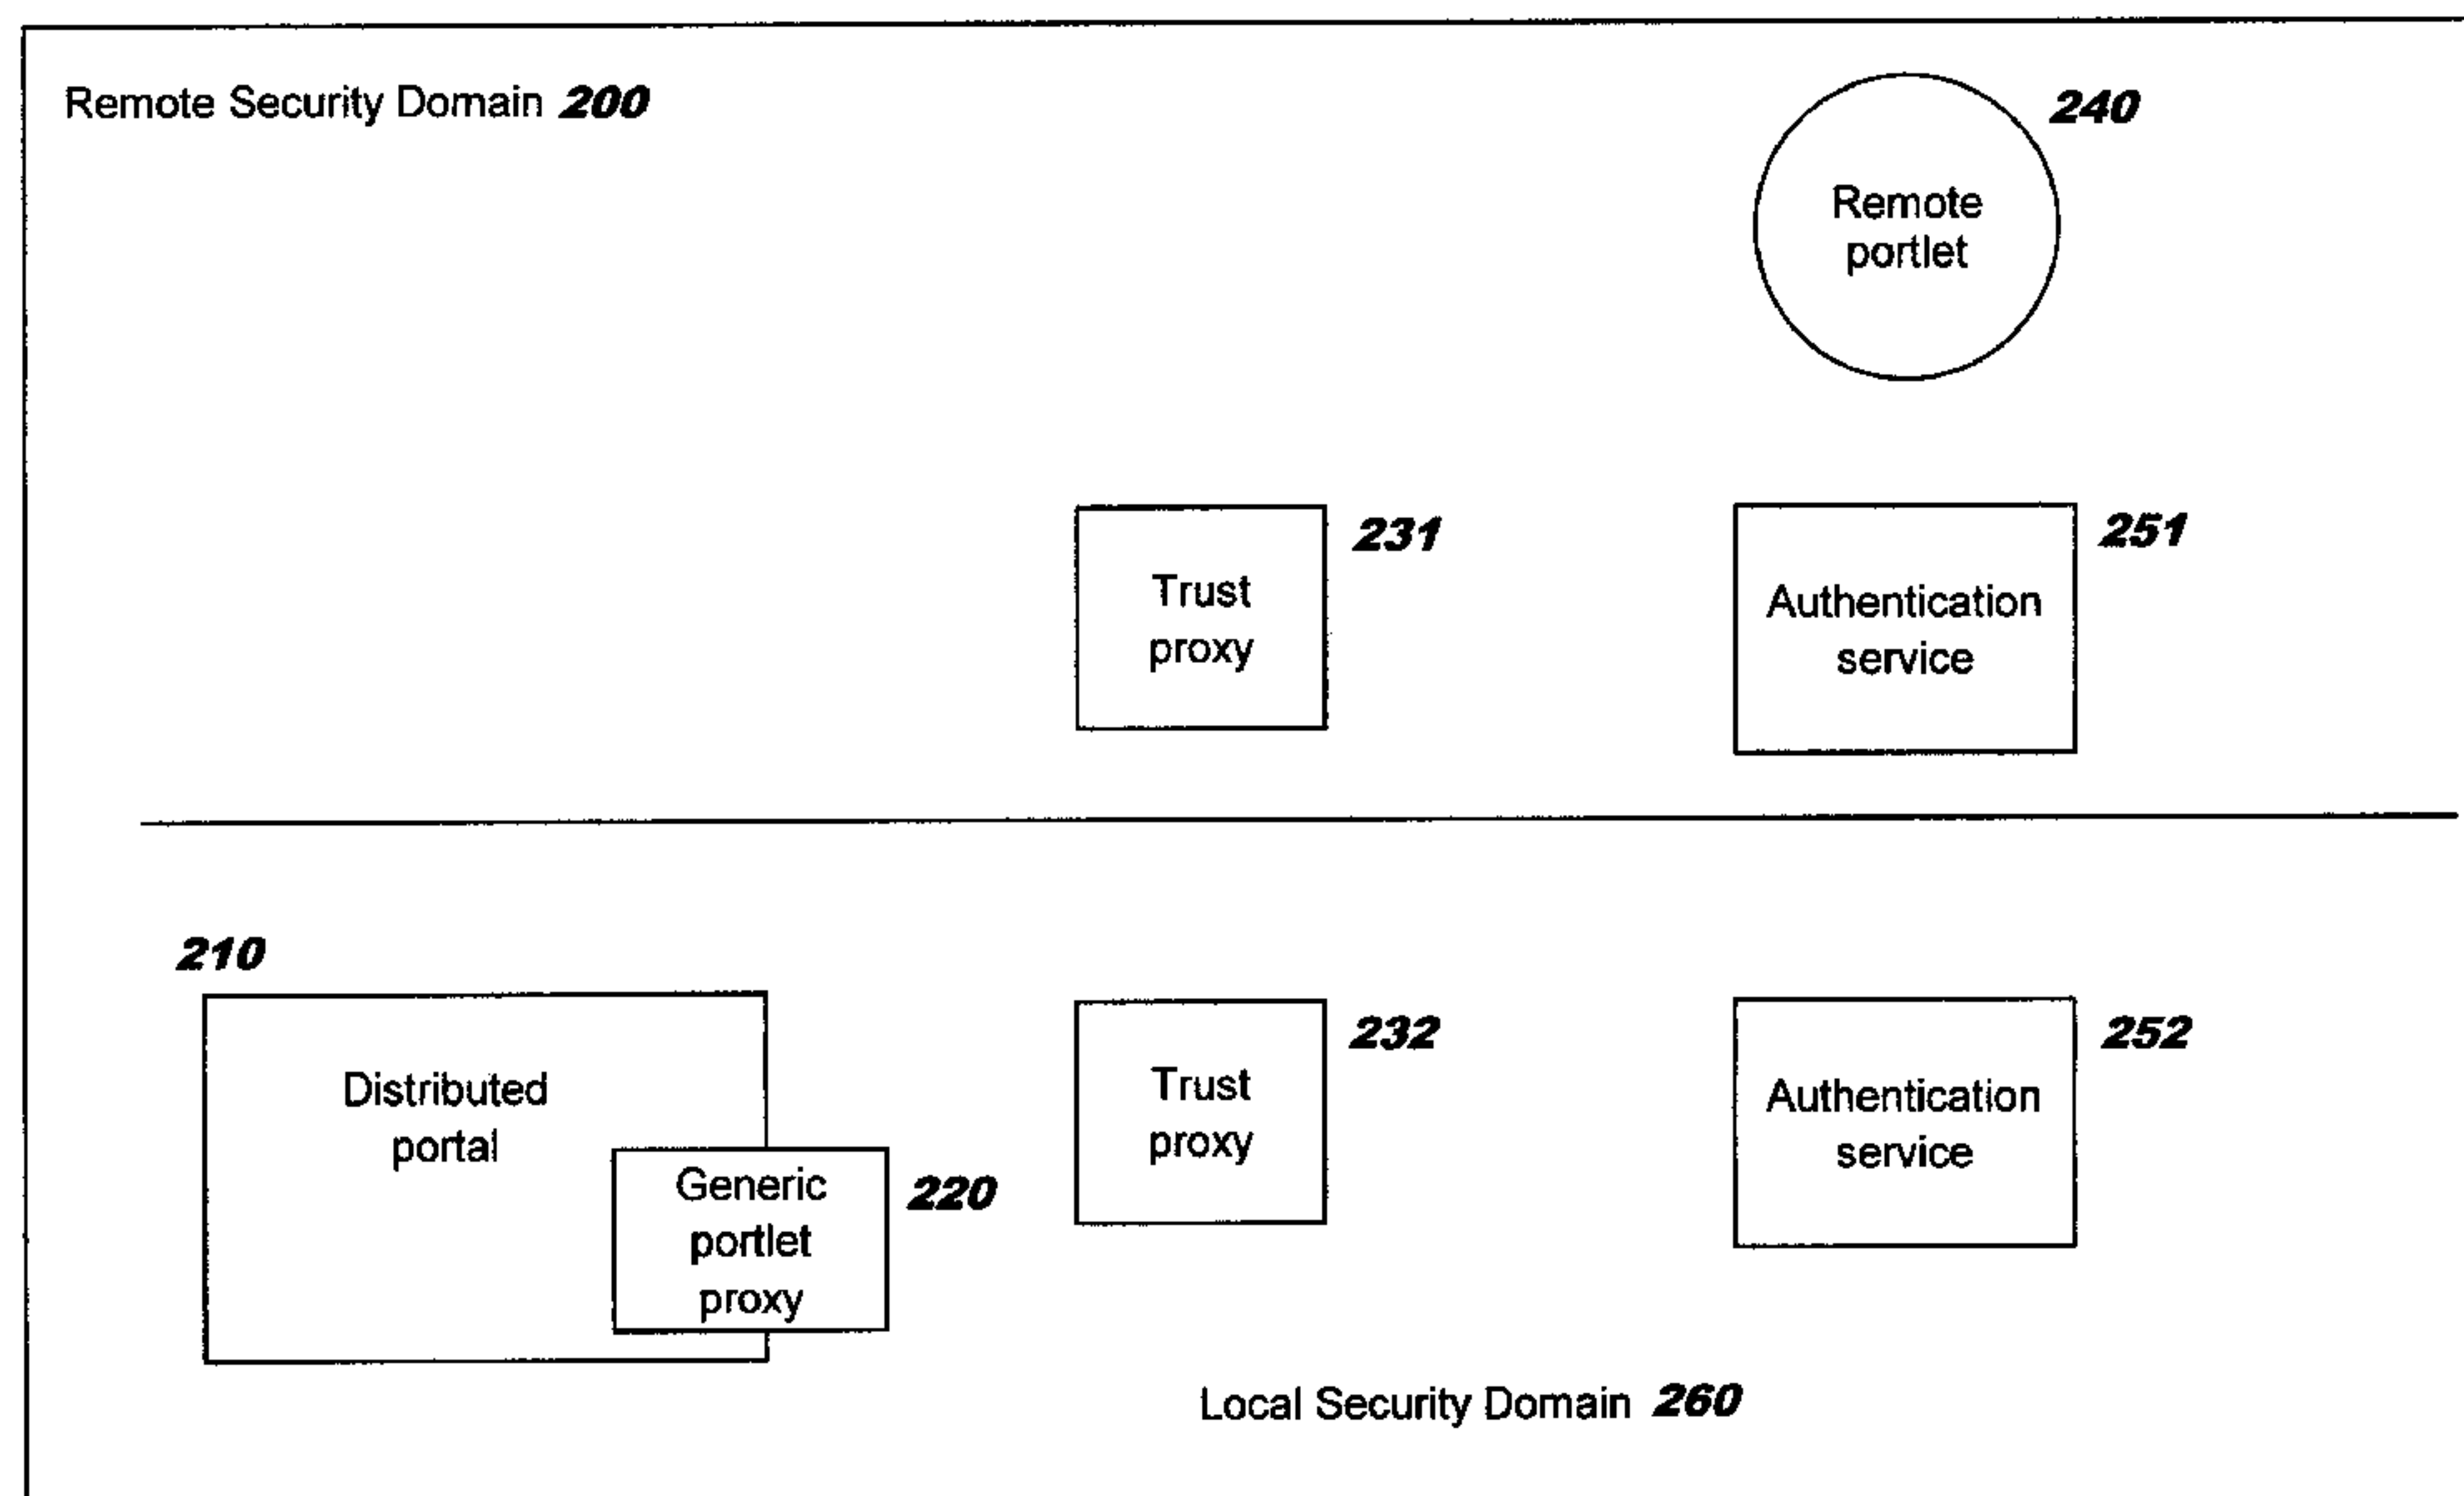 Remote Security Domain 200
240
Remote
portlet
231
Trust
proxy
251
Authentication
service
210
Distributed
portal
Generic
portlet
proxy
220
232
Trust
proxy
252
Authentication
service
Local Security Domain 260